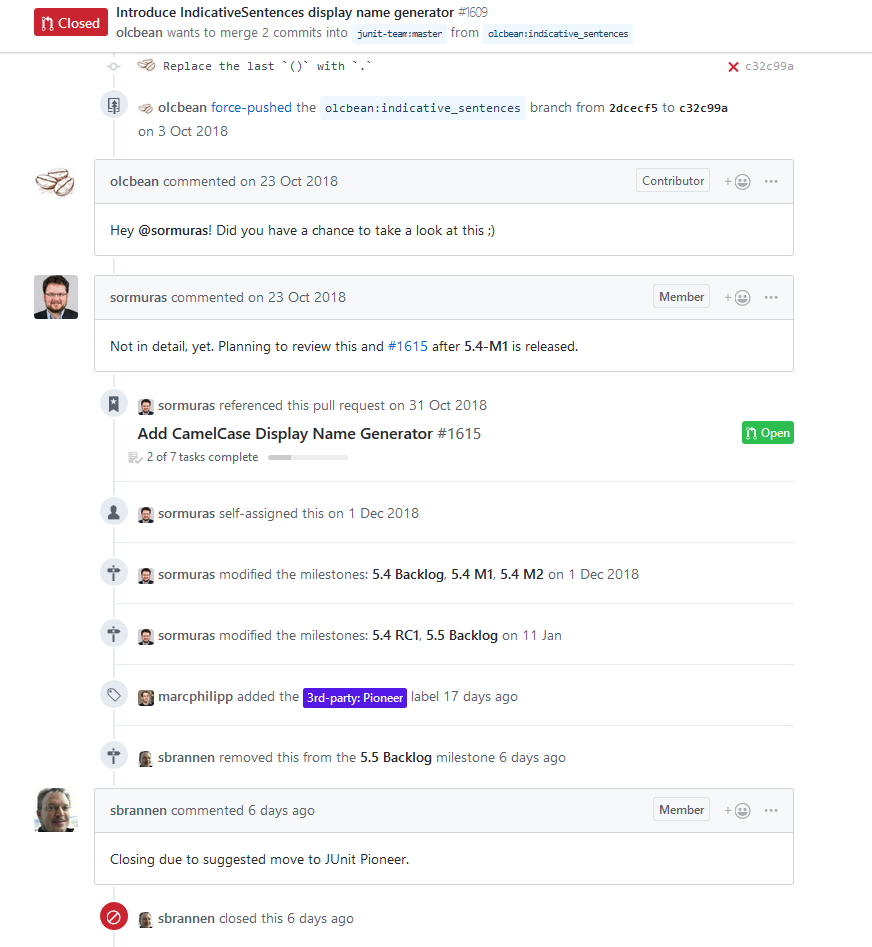 Closed
Introduce IndicativeSentences display name generator #1609
olcbean wants to merge 2 commits into junit-team:master from olcbean:indicative_sentences
Replace the last `()` with `.` c32c99a
olcbean force-pushed the olcbean:indicative_sentences branch from 2dcecf5 to c32c99a
on 3 Oct 2018
olcbean commented on 23 Oct 2018 Contributor + ...
Hey @sormuras! Did you have a chance to take a look at this ;)
sormuras commented on 23 Oct 2018 Member + ...
Not in detail, yet. Planning to review this and #1615 after 5.4-M1 is released.
sormuras referenced this pull request on 31 Oct 2018
Add CamelCase Display Name Generator #1615 Open
2 of 7 tasks complete
sormuras self-assigned this on 1 Dec 2018
sormuras modified the milestones: 5.4 Backlog, 5.4 M1, 5.4 M2 on 1 Dec 2018
sormuras modified the milestones: 5.4 RC1, 5.5 Backlog on 11 Jan
marcphilipp added the 3rd-party: Pioneer label 17 days ago
sbrannen removed this from the 5.5 Backlog milestone 6 days ago
sbrannen commented 6 days ago Member + ...
Closing due to suggested move to JUnit Pioneer.
sbrannen closed this 6 days ago